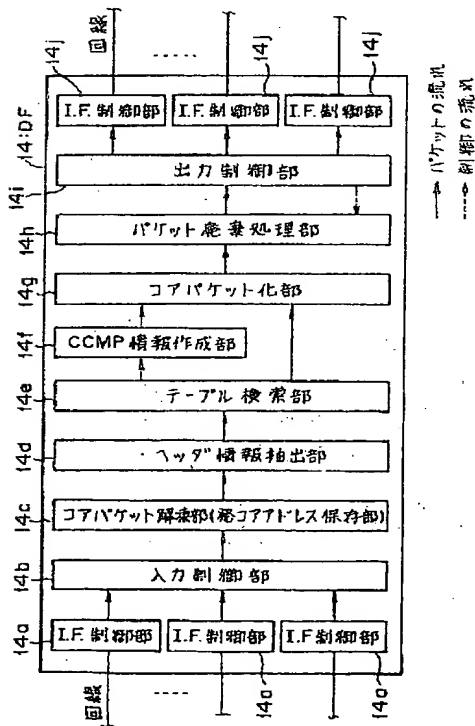 回線
回線
14j
14j
14j
I.F.制御部
I.F.制御部
I.F.制御部
14:DF
14i
出力制御部
14h
パケット廃棄処理部
14g
コアパケット化部
14f
CCMP情報作成部
14e
テーブル検索部
14d
ヘッダ情報抽出部
14c
コアパケット解釈部(発コアアドレス保存部)
14b
入力制御部
14a
I.F.制御部
I.F.制御部
I.F.制御部
14a
14a
パケットの流れ
制御の流れ